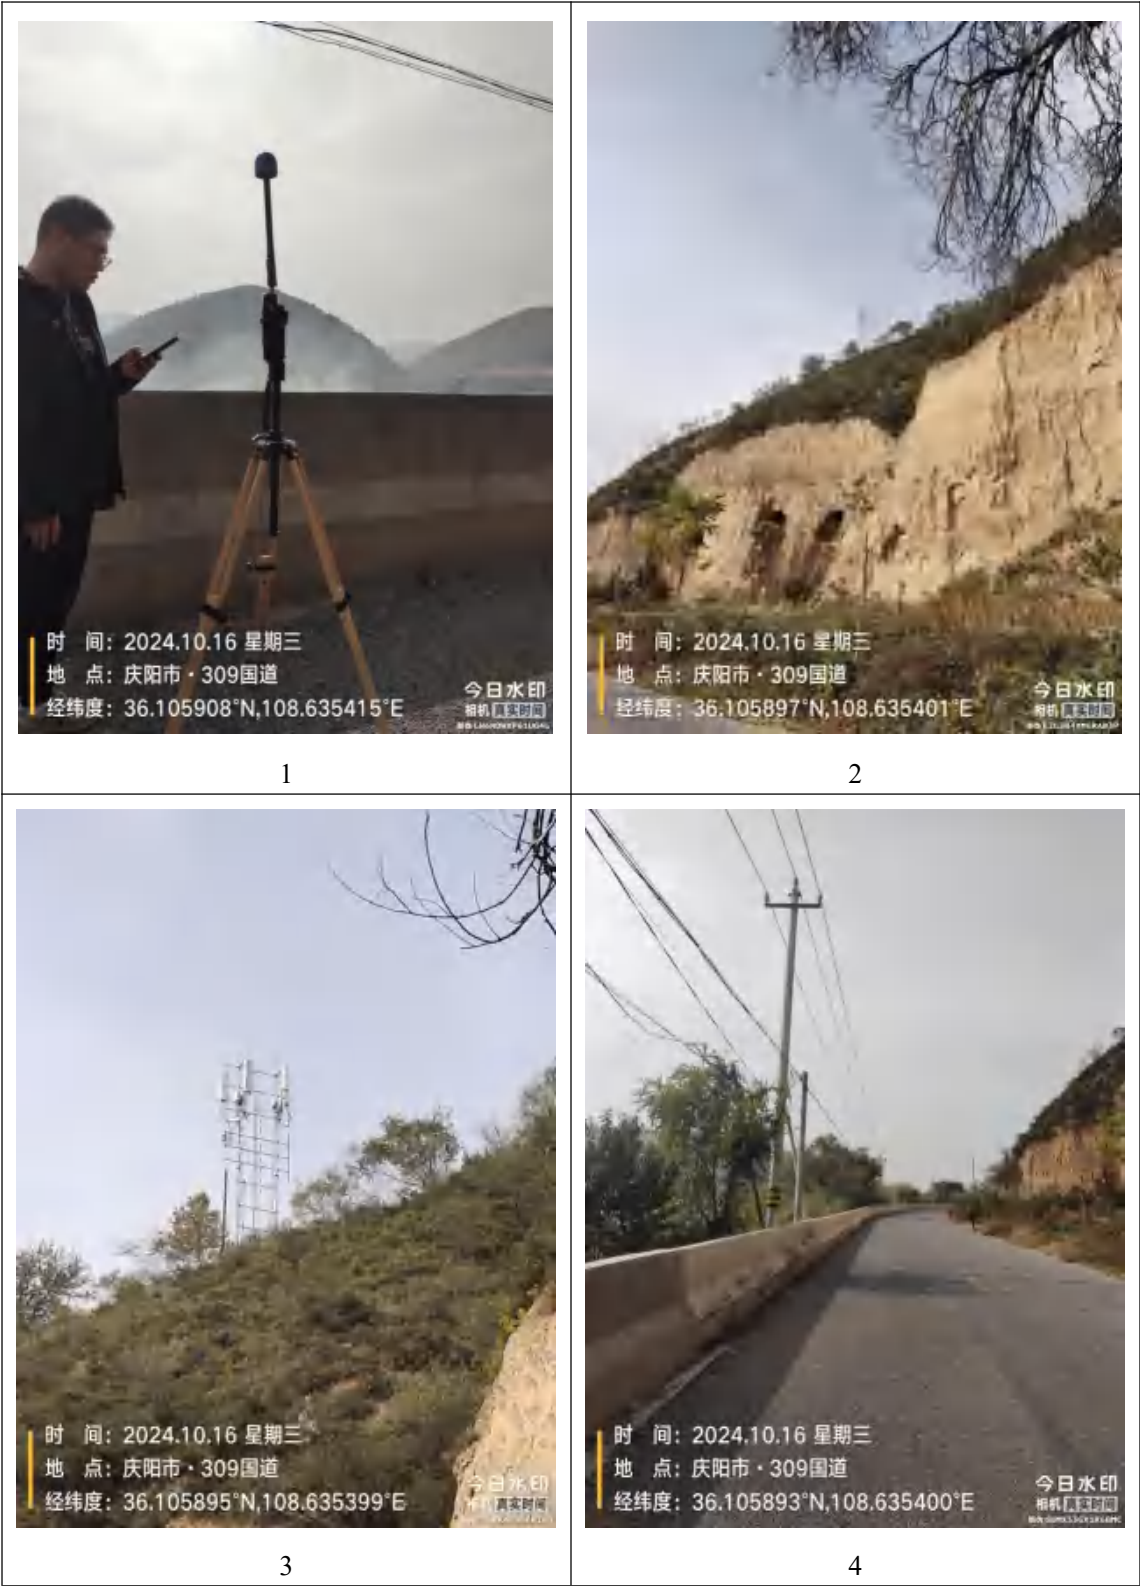 时 间：2024.10.16 星期三
地 点：庆阳市·309国道
经纬度：36.105908°N,108.635415°E
今日水印
相机 真实时间
1
时 间：2024.10.16 星期三
地 点：庆阳市·309国道
经纬度：36.105897°N,108.635401°E
今日水印
相机 真实时间
2
时 间：2024.10.16 星期三
地 点：庆阳市·309国道
经纬度：36.105895°N,108.635399°E
今日水印
相机 真实时间
3
时 间：2024.10.16 星期三
地 点：庆阳市·309国道
经纬度：36.105893°N,108.635400°E
今日水印
相机 真实时间
4